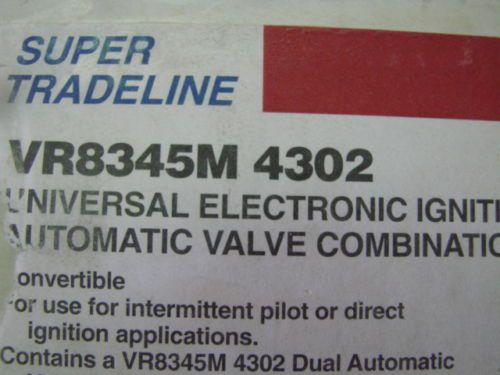 SUPER
TRADELINE
VR8345M 4302
UNIVERSAL ELECTRONIC IGNITI
AUTOMATIC VALVE COMBINATIO
onvertible
or use for intermittent pilot or direct
ignition applications.
Contains a VR8345M 4302 Dual Automatic